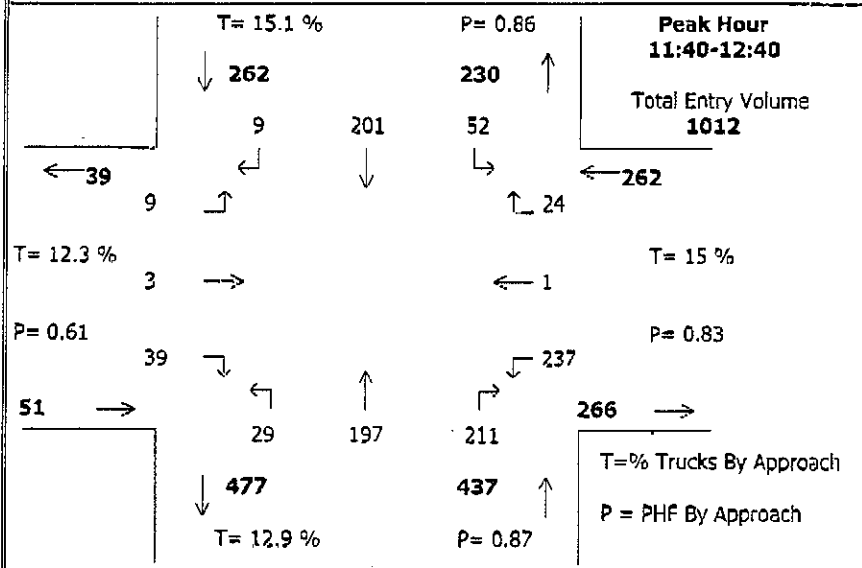 T= 15.1 % P= 0.86 Peak Hour
11:40-12:40
262 230
Total Entry Volume
9 201 52 1012
39 262
9 24
T= 12.3 % T= 15 %
3 1
P= 0.61 P= 0.83
39 237
51 266
29 197 211
T=% Trucks By Approach
477 437
P = PHF By Approach
T= 12.9 % P= 0.87